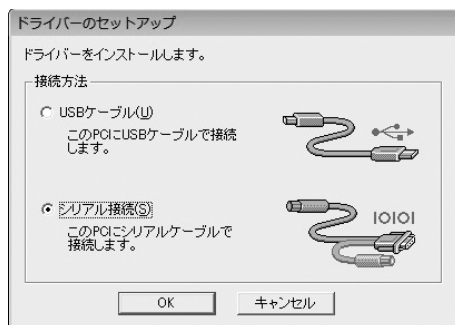 ドライバーのセットアップ
ドライバーをインストールします。
接続方法
USBケーブル(U)
このPCにUSBケーブルで接続
します。
シリアル接続(S)
このPCにシリアルケーブルで
接続します。
IOIOI
OK
キャンセル